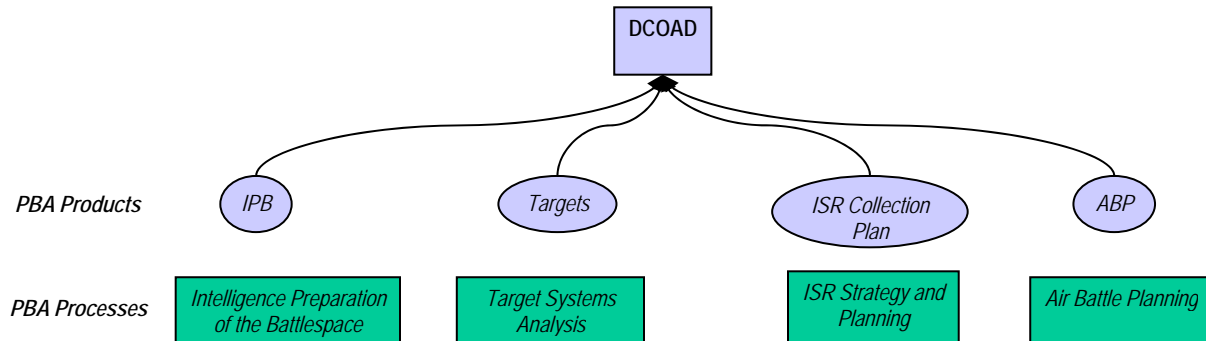 DCOAD
PBA Products
IPB
Targets
ISR Collection
Plan
ABP
PBA Processes
Intelligence Preparation
of the Battlespace
Target Systems
Analysis
ISR Strategy and
Planning
Air Battle Planning